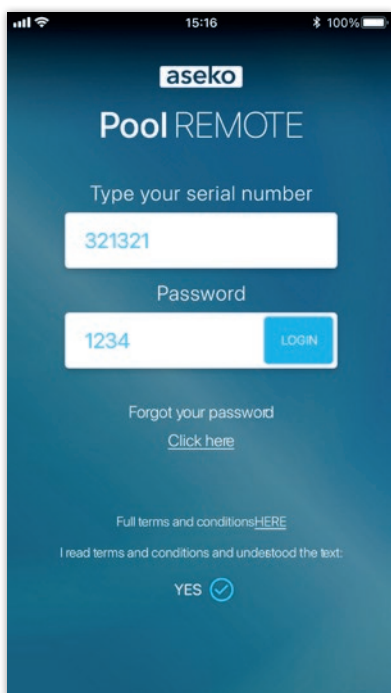 15:16
100%
aseko
Pool REMOTE
Type your serial number
321321
Password
1234
LOGIN
Forgot your password
Click here
Full terms and conditionsHERE
I read terms and conditions and undestood the text:
YES